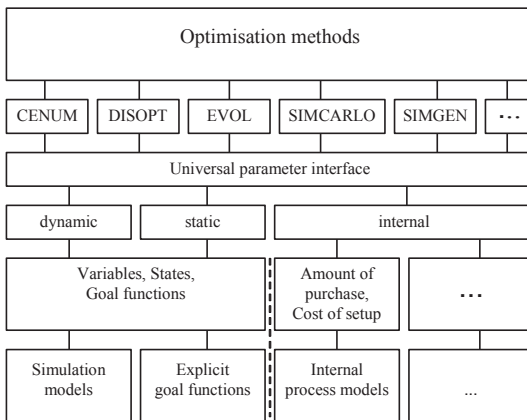 Optimisation methods
CENUM
DISOPT
EVOL
SIMCARLO
SIMGEN
...
Universal parameter interface
dynamic
static
internal
Variables, States,
Goal functions
Amount of
purchase,
Cost of setup
...
Simulation
models
Explicit
goal functions
Internal
process models
...